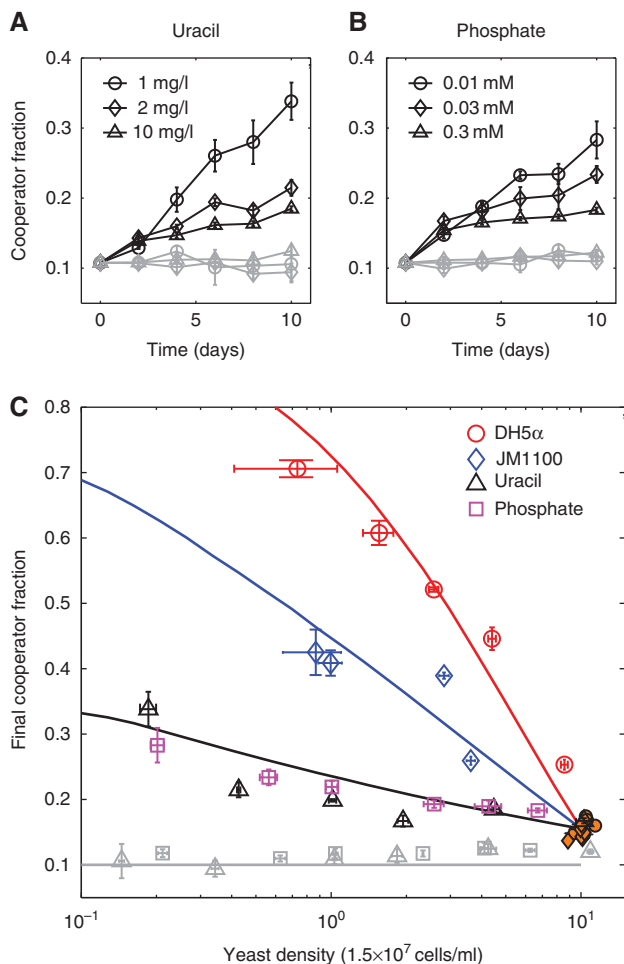 A
Uracil
0.4
0.3
0.2
0.1
Cooperator fraction
1 mg/l
2 mg/l
10 mg/l
0
5
10
Time (days)
B
Phosphate
0.4
0.3
0.2
0.1
0.01 mM
0.03 mM
0.3 mM
0
5
10
Time (days)
C
0.8
0.7
0.6
0.5
0.4
0.3
0.2
0.1
Final cooperator fraction
DH5α
JM1100
Uracil
Phosphate
10⁻¹
10⁰
10¹
Yeast density (1.5×10⁷ cells/ml)